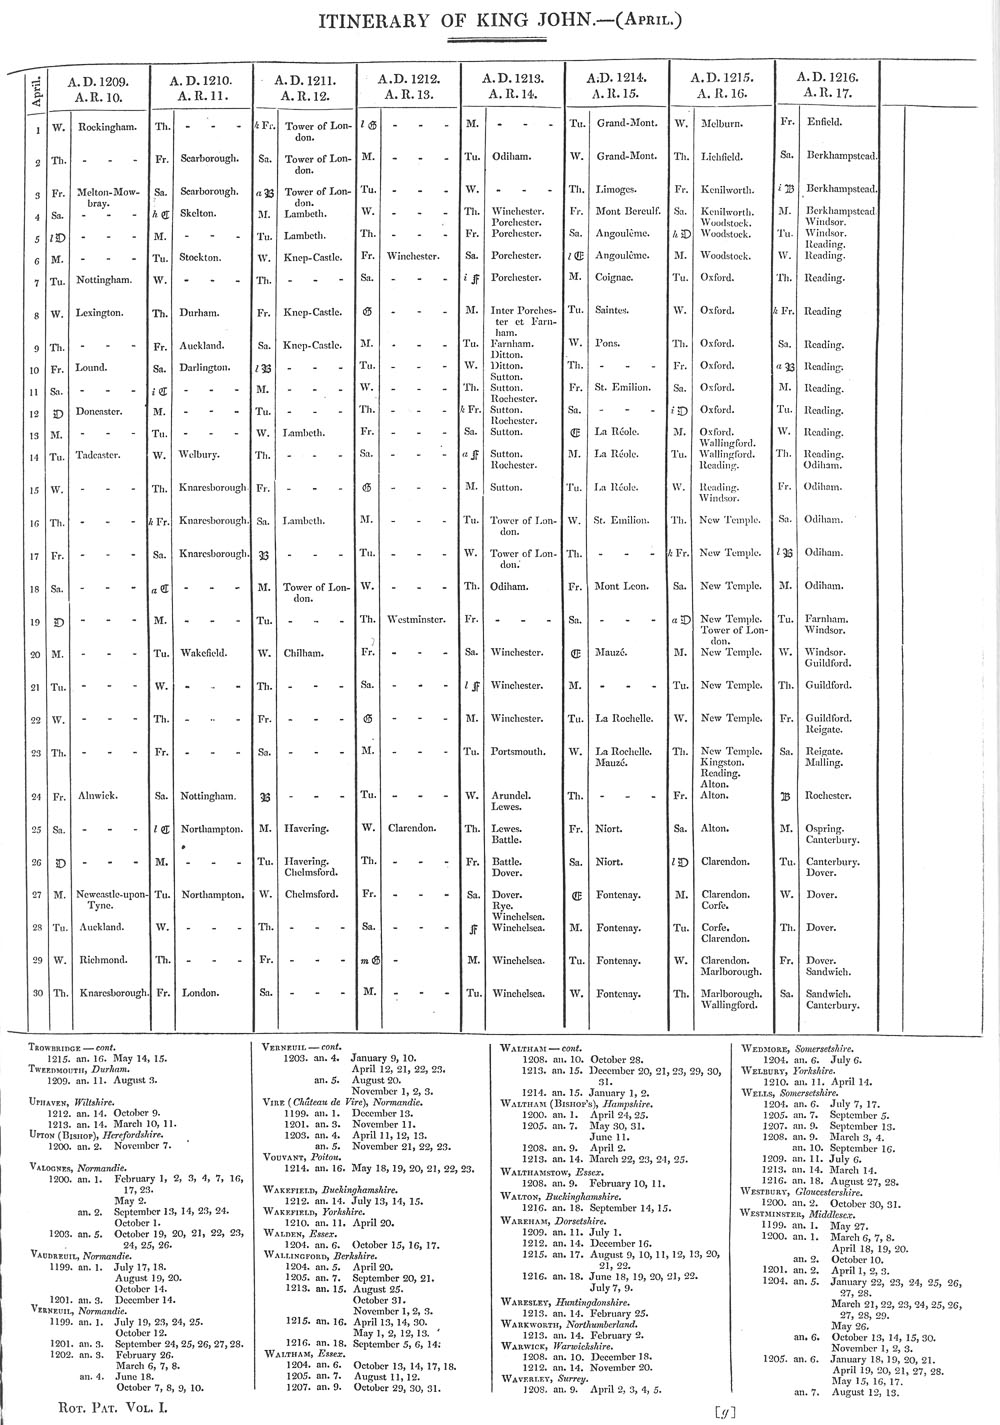 ITINERARY OF KING JOHN.—(APRIL.)
April. A.D. 1209. A.R. 10. A.D. 1210. A.R. 11. A.D. 1211. A.R. 12. A.D. 1212. A.R. 13. A.D. 1213. A.R. 14. A.D. 1214. A.R. 15. A.D. 1215. A.R. 16. A.D. 1216. A.R. 17.
1 W. Rockingham. Th. - - - k Fr. Tower of London. l G - - - M. - - - Tu. Grand-Mont. W. Melburn. Fr. Enfield.
2 Th. - - - Fr. Scarborough. Sa. Tower of London. M. - - - Tu. Odiham. W. Grand-Mont. Th. Lichfield. Sa. Berkhampstead.
3 Fr. Melton-Mowbray. Sa. Scarborough. a B Tower of London. Tu. - - - W. - - - Th. Limoges. Fr. Kenilworth. i B Berkhampstead.
4 Sa. - - - h C Skelton. M. Lambeth. W. - - - Th. Winchester. Porchester. Fr. Mont Bereulf. Sa. Kenilworth. Woodstock. M. Berkhampstead Windsor.
5 l D - - - M. - - - Tu. Lambeth. Th. - - - Fr. Porchester. Sa. Angoulême. h D Woodstock. Tu. Windsor. Reading.
6 M. - - - Tu. Stockton. W. Knep-Castle. Fr. Winchester. Sa. Porchester. l E Angoulême. M. Woodstock. W. Reading.
7 Tu. Nottingham. W. - - - Th. - - - Sa. - - - i F Porchester. M. Coignac. Tu. Oxford. Th. Reading.
8 W. Lexington. Th. Durham. Fr. Knep-Castle. G - - - M. Inter Porchester et Farnham. Tu. Saintes. W. Oxford. k Fr. Reading
9 Th. - - - Fr. Auckland. Sa. Knep-Castle. M. - - - Tu. Farnham. Ditton. W. Pons. Th. Oxford. Sa. Reading.
10 Fr. Lound. Sa. Darlington. l B - - - Tu. - - - W. Ditton. Sutton. Th. - - - Fr. Oxford. a B Reading.
11 Sa. - - - i C M. - - - W. - - - Th. Sutton. Rochester. Fr. St. Emilion. Sa. Oxford. M. Reading.
12 D Doncaster. M. - - - Tu. - - - Th. - - - k Fr. Sutton. Rochester. Sa. - - - i D Oxford. Tu. Reading.
13 M. - - - Tu. - - - W. Lambeth. Fr. - - - Sa. Sutton. E La Réole. M. Oxford. Wallingford. W. Reading.
14 Tu. Tadcaster. W. Welbury. Th. - - - Sa. - - - a F Sutton. Rochester. M. La Réole. Tu. Wallingford. Reading. Th. Reading. Odiham.
15 W. - - - Th. Knaresborough. Fr. - - - G - - - M. Sutton. Tu. La Réole. W. Reading. Windsor. Fr. Odiham.
16 Th. - - - k Fr. Knaresborough. Sa. Lambeth. M. - - - Tu. Tower of London. W. St. Emilion. Th. New Temple. Sa. Odiham.
17 Fr. - - - Sa. Knaresborough. B - - - Tu. - - - W. Tower of London. Th. - - - k Fr. New Temple. l B Odiham.
18 Sa. - - - a C - - - M. Tower of London. W. - - - Th. Odiham. Fr. Mont Leon. Sa. New Temple. M. Odiham.
19 D - - - M. - - - Tu. - - - Th. Westminster. Fr. - - - Sa. - - - a D New Temple. Tower of London. Tu. Farnham. Windsor.
20 M. - - - Tu. Wakefield. W. Chilham. Fr. - - - Sa. Winchester. E Mauzé. M. New Temple. W. Windsor. Guildford.
21 Tu. - - - W. - - - Th. - - - Sa. - - - l F Winchester. M. - - - Tu. New Temple. Th. Guildford.
22 W. - - - Th. - - - Fr. - - - G - - - M. Winchester. Tu. La Rochelle. W. New Temple. Fr. Guildford. Reigate.
23 Th. - - - Fr. - - - Sa. - - - M. - - - Tu. Portsmouth. W. La Rochelle. Mauzé. Th. New Temple. Kingston. Reading. Alton. Sa. Reigate. Malling.
24 Fr. Alnwick. Sa. Nottingham. B - - - Tu. - - - W. Arundel. Lewes. Th. - - - Fr. Alton. B Rochester.
25 Sa. - - - l C Northampton. M. Havering. W. Clarendon. Th. Lewes. Battle. Fr. Niort. Sa. Alton. M. Ospring. Canterbury.
26 D - - - M. - - - Tu. Havering. Chelmsford. Th. - - - Fr. Battle. Dover. Sa. Niort. l D Clarendon. Tu. Canterbury. Dover.
27 M. Newcastle-upon-Tyne. Tu. Northampton. W. Chelmsford. Fr. - - - Sa. Dover. Rye. Winchelsea. E Fontenay. M. Clarendon. Corfe. W. Dover.
28 Tu. Auckland. W. - - - Th. - - - Sa. - - - F Winchelsea. M. Fontenay. Tu. Corfe. Clarendon. Th. Dover.
29 W. Richmond. Th. - - - Fr. - - - m G - M. Winchelsea. Tu. Fontenay. W. Clarendon. Marlborough. Fr. Dover. Sandwich.
30 Th. Knaresborough. Fr. London. Sa. - - - M. - - - Tu. Winchelsea. W. Fontenay. Th. Marlborough. Wallingford. Sa. Sandwich. Canterbury.
TROWBRIDGE — cont.
1215. an. 16. May 14, 15.
TWEEDMOUTH, Durham.
1209. an. 11. August 3.
UPHAVEN, Wiltshire.
1212. an. 14. October 9.
1213. an. 14. March 10, 11.
UPTON (BISHOP), Herefordshire.
1200. an. 2. November 7.
VALOGNES, Normandie.
1200. an. 1. February 1, 2, 3, 4, 7, 16,
17, 23.
May 2.
an. 2. September 13, 14, 23, 24.
October 1.
1203. an. 5. October 19, 20, 21, 22, 23,
24, 25, 26.
VAUDREUIL, Normandie.
1199. an. 1. July 17, 18.
August 19, 20.
October 14.
1201. an. 3. December 14.
VERNEUIL, Normandie.
1199. an. 1. July 19, 23, 24, 25.
October 12.
1201. an. 3. September 24, 25, 26, 27, 28.
1202. an. 3. February 26.
March 6, 7, 8.
an. 4. June 18.
October 7, 8, 9, 10.
VERNEUIL — cont.
1203. an. 4. January 9, 10.
April 12, 21, 22, 23.
an. 5. August 20.
November 1, 2, 3.
VIRE (Château de Vire), Normandie.
1199. an. 1. December 13.
1201. an. 3. November 11.
1203. an. 4. April 11, 12, 13.
an. 5. November 21, 22, 23.
VOUVANT, Poitou.
1214. an. 16. May 18, 19, 20, 21, 22, 23.
WAKEFIELD, Buckinghamshire.
1212. an. 14. July 13, 14, 15.
WAKEFIELD, Yorkshire.
1210. an. 11. April 20.
WALDEN, Essex.
1204. an. 6. October 15, 16, 17.
WALLINGFORD, Berkshire.
1204. an. 5. April 20.
1205. an. 7. September 20, 21.
1213. an. 15. August 25.
October 31.
November 1, 2, 3.
1215. an. 16. April 13, 14, 30.
May 1, 2, 12, 13.
1216. an. 18. September 5, 6, 14.
WALTHAM, Essex.
1204. an. 6. October 13, 14, 17, 18.
1205. an. 7. August 11, 12.
1207. an. 9. October 29, 30, 31.
WALTHAM — cont.
1208. an. 10. October 28.
1213. an. 15. December 20, 21, 23, 29, 30,
31.
1214. an. 15. January 1, 2.
WALTHAM (BISHOP'S), Hampshire.
1200. an. 1. April 24, 25.
1205. an. 7. May 30, 31.
June 11.
1208. an. 9. April 2.
1213. an. 14. March 22, 23, 24, 25.
WALTHAMSTOW, Essex.
1208. an. 9. February 10, 11.
WALTON, Buckinghamshire.
1216. an. 18. September 14, 15.
WAREHAM, Dorsetshire.
1209. an. 11. July 1.
1212. an. 14. December 16.
1215. an. 17. August 9, 10, 11, 12, 13, 20,
21, 22.
1216. an. 18. June 18, 19, 20, 21, 22.
July 7, 9.
WARESLEY, Huntingdonshire.
1213. an. 14. February 25.
WARKWORTH, Northumberland.
1213. an. 14. February 2.
WARWICK, Warwickshire.
1208. an. 10. December 18.
1212. an. 14. November 20.
WAVERLEY, Surrey.
1208. an. 9. April 2, 3, 4, 5.
WEDMORE, Somersetshire.
1204. an. 6. July 6.
WELBURY, Yorkshire.
1210. an. 11. April 14.
WELLS, Somersetshire.
1204. an. 6. July 7, 17.
1205. an. 7. September 5.
1207. an. 9. September 13.
1208. an. 9. March 3, 4.
an. 10. September 16.
1209. an. 11. July 6.
1213. an. 14. March 14.
1216. an. 18. August 27, 28.
WESTBURY, Gloucestershire.
1200. an. 2. October 30, 31.
WESTMINSTER, Middlesex.
1199. an. 1. May 27.
1200. an. 1. March 6, 7, 8.
April 18, 19, 20.
an. 2. October 10.
1201. an. 2. April 1, 2, 3.
1204. an. 5. January 22, 23, 24, 25, 26,
27, 28.
March 21, 22, 23, 24, 25, 26,
27, 28, 29.
May 26.
an. 6. October 13, 14, 15, 30.
November 1, 2, 3.
1205. an. 6. January 18, 19, 20, 21.
April 19, 20, 21, 27, 28.
May 15, 16, 17.
an. 7. August 12, 13.
ROT. PAT. VOL. I.
[y]